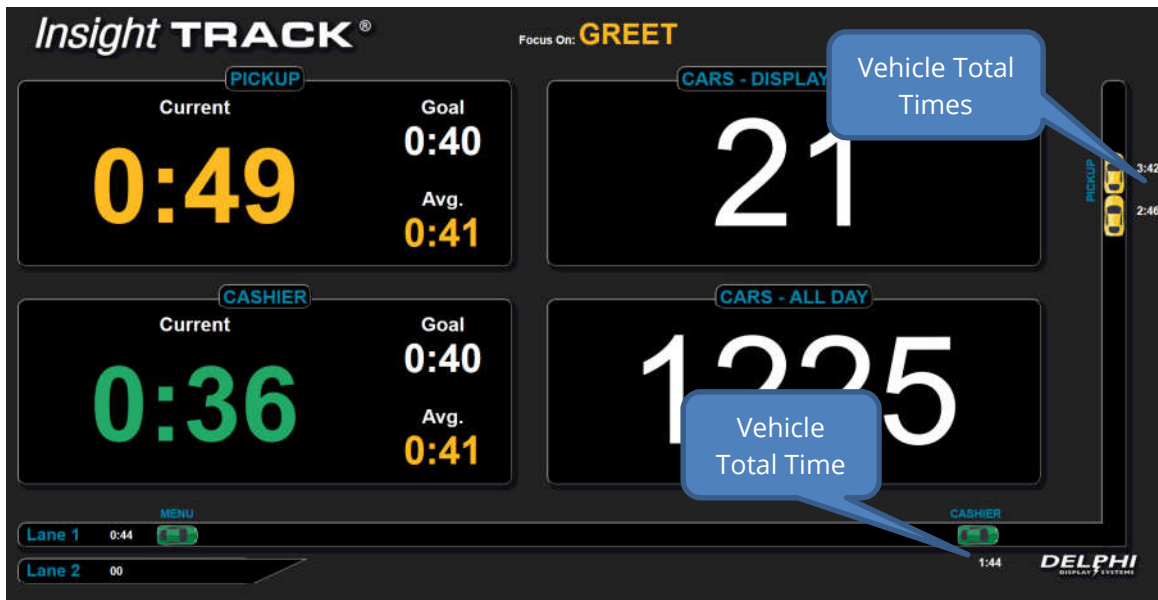 Insight TRACK®
Focus On: GREET
Vehicle Total
Times
PICKUP
Current
0:49
Goal
0:40
Avg.
0:41
CARS - DISPLAY
21
PICKUP
3:42
2:46
CASHIER
Current
0:36
Goal
0:40
Avg.
0:41
CARS - ALL DAY
1225
Vehicle
Total Time
MENU
CASHIER
Lane 1 0:44
Lane 2 00
1:44
DELPHI
DISPLAY SYSTEMS